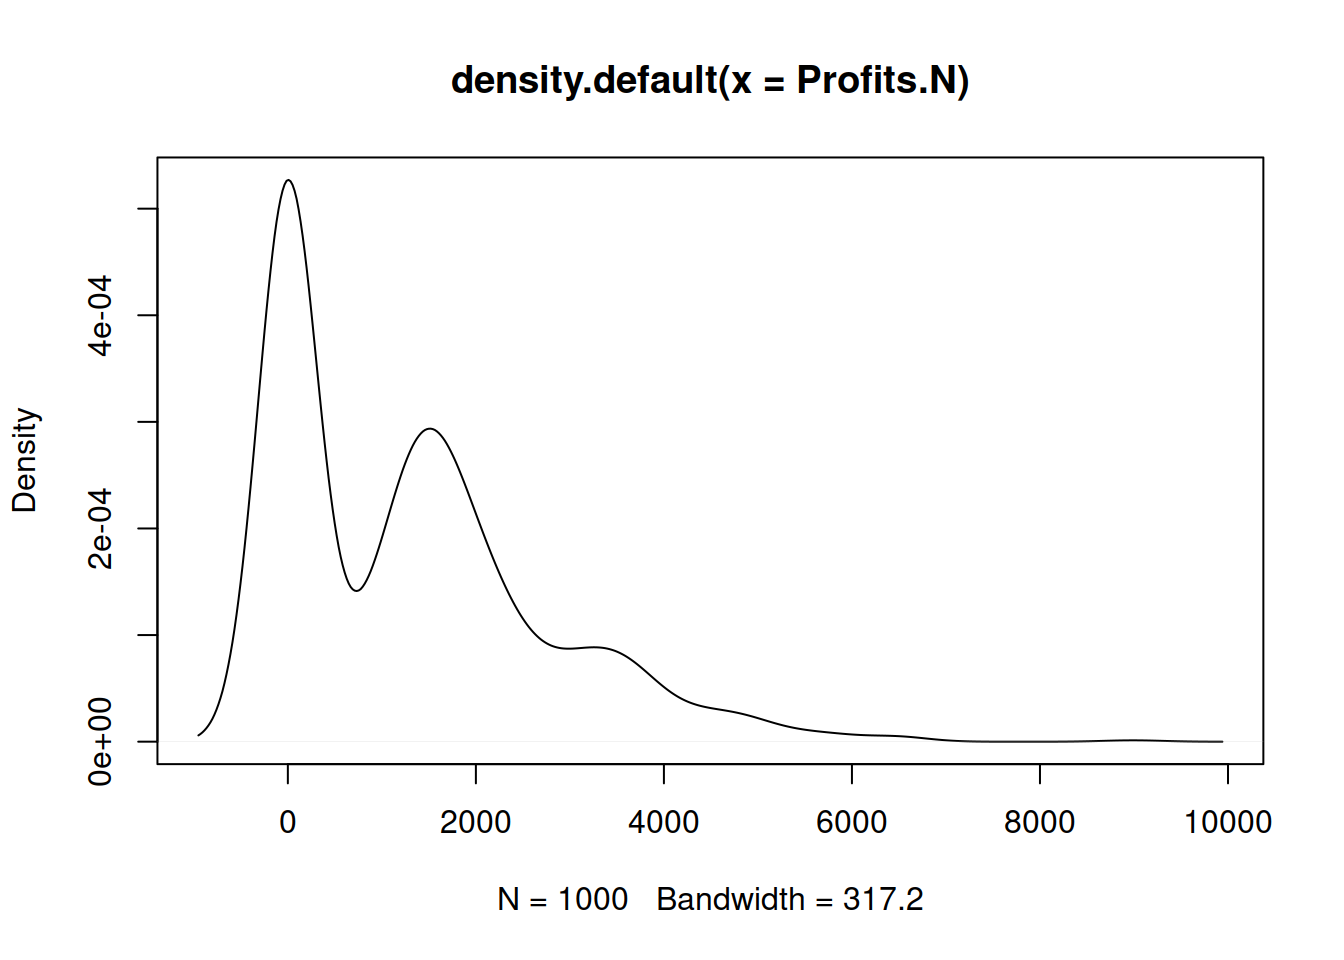 density.default(x = Profits.N)
Density
4e-04
2e-04
0e+00
0 2000 4000 6000 8000 10000
N = 1000 Bandwidth = 317.2